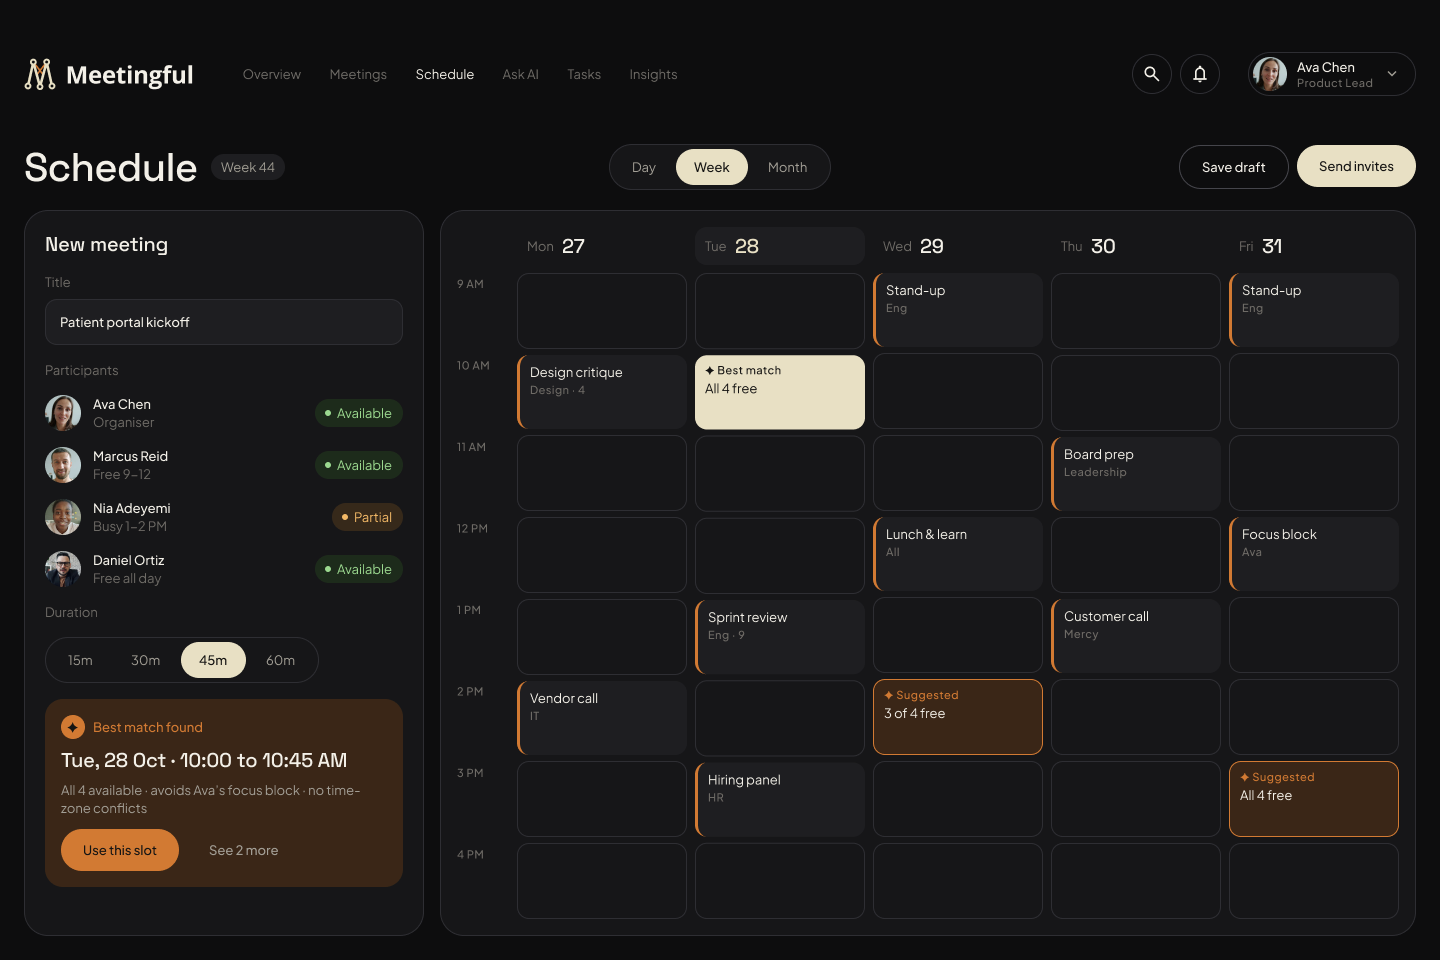 Meetingful
Overview
Meetings
Schedule
Ask AI
Tasks
Insights
Ava Chen
Product Lead
Schedule
Week 44
Day
Week
Month
Save draft
Send invites
New meeting
Title
Patient portal kickoff
Participants
Ava Chen
Organiser
Available
Marcus Reid
Free 9–12
Available
Nia Adeyemi
Busy 1–2 PM
Partial
Daniel Ortiz
Free all day
Available
Duration
15m
30m
45m
60m
Best match found
Tue, 28 Oct · 10:00 to 10:45 AM
All 4 available · avoids Ava's focus block · no time-
zone conflicts
Use this slot
See 2 more
Mon 27
Tue 28
Wed 29
Thu 30
Fri 31
9 AM
Stand-up
Eng
Stand-up
Eng
10 AM
Design critique
Design · 4
Best match
All 4 free
11 AM
Board prep
Leadership
12 PM
Lunch & learn
All
Focus block
Ava
1 PM
Sprint review
Eng · 9
Customer call
Mercy
2 PM
Vendor call
IT
Suggested
3 of 4 free
3 PM
Hiring panel
HR
Suggested
All 4 free
4 PM